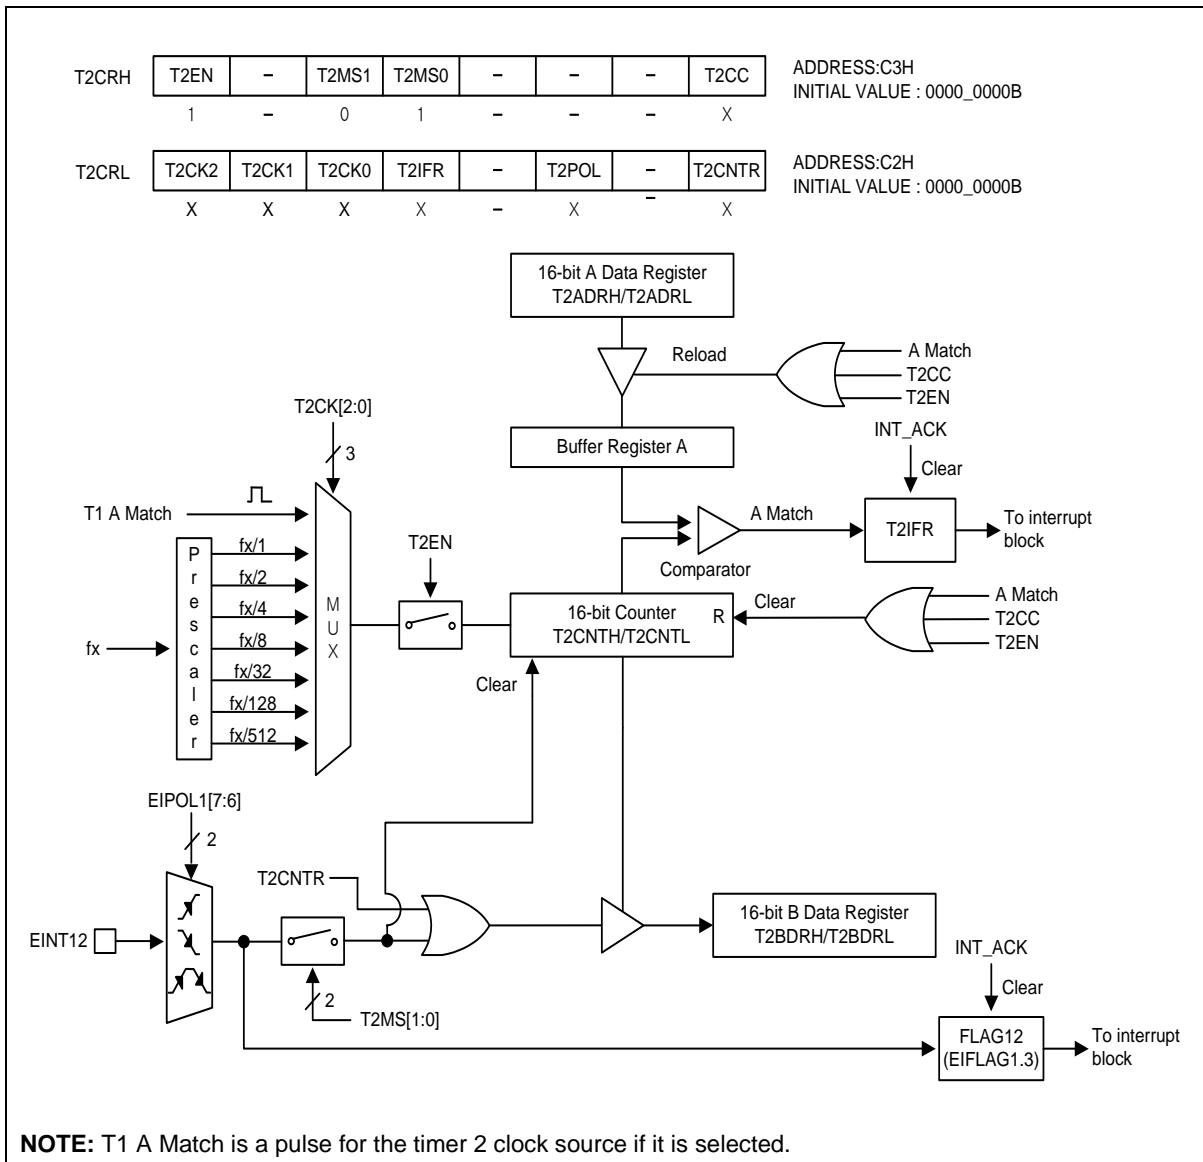 T2CRH T2EN – T2MS1 T2MS0 – – – T2CC ADDRESS:C3H
INITIAL VALUE : 0000_0000B
1 – 0 1 – – – X
T2CRL T2CK2 T2CK1 T2CK0 T2IFR – T2POL – T2CNTR ADDRESS:C2H
INITIAL VALUE : 0000_0000B
X X X X – X – X
16-bit A Data Register
T2ADRH/T2ADRL
Reload
A Match
T2CC
T2EN
T2CK[2:0]
3
Buffer Register A
INT_ACK
Clear
T1 A Match
A Match
T2IFR
To interrupt
block
Comparator
Prescaler
fx/1
fx/2
fx/4
fx/8
fx/32
fx/128
fx/512
fx
MUX
T2EN
16-bit Counter
T2CNTH/T2CNTL
R
Clear
A Match
T2CC
T2EN
Clear
EIPOL1[7:6]
2
T2CNTR
EINT12
2
T2MS[1:0]
16-bit B Data Register
T2BDRH/T2BDRL
INT_ACK
Clear
FLAG12
(EIFLAG1.3)
To interrupt
block
NOTE: T1 A Match is a pulse for the timer 2 clock source if it is selected.